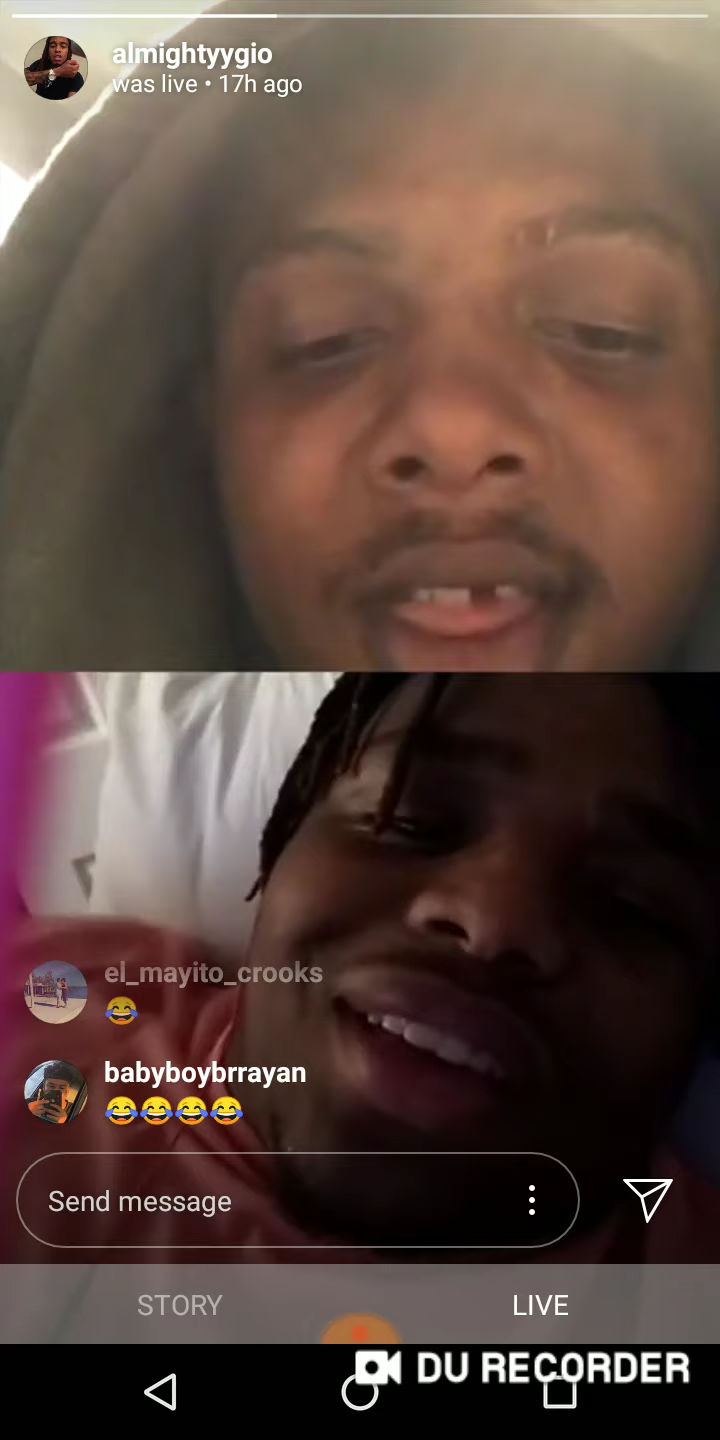 almightyygio
was live • 17h ago
el_mayito_crooks
😂
babyboybrrayan
😂😂😂😂
Send message
STORY
LIVE
DU RECORDER